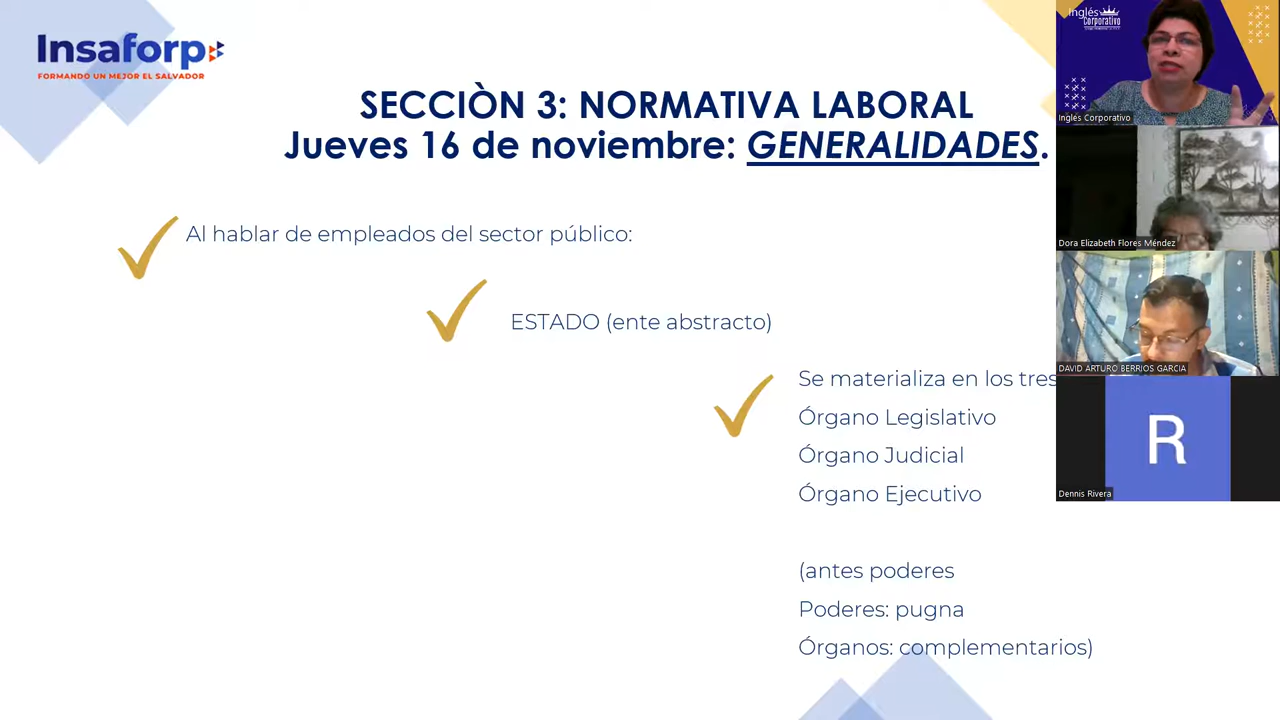 Insaforp
FORMANDO UN MEJOR EL SALVADOR
SECCIÒN 3: NORMATIVA LABORAL
Jueves 16 de noviembre: GENERALIDADES.
Al hablar de empleados del sector público:
ESTADO (ente abstracto)
Se materializa en los tres
Órgano Legislativo
Órgano Judicial
Órgano Ejecutivo
(antes poderes
Poderes: pugna
Órganos: complementarios)
Inglés
Corporativo
Inglés Corporativo
Dora Elizabeth Flores Méndez
DAVID ARTURO BERRIOS GARCIA
R
Dennis Rivera